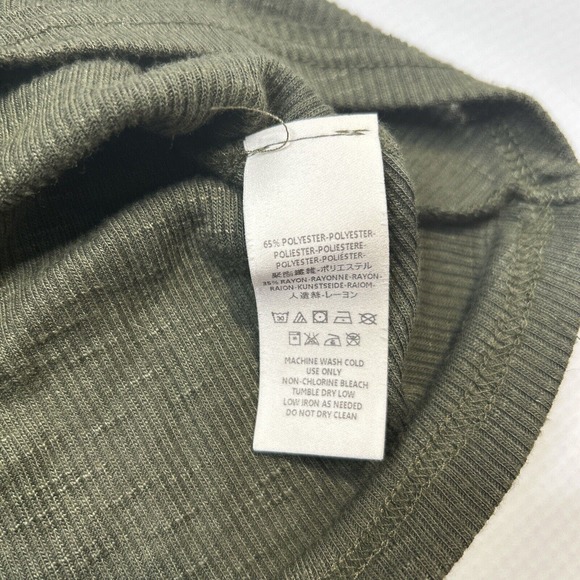 65% POLYESTER-POLYESTER-
POLIESTER-POLIESTERE-
POLYESTER-POLIÉSTER-
聚酯纖維-ポリエステル
35% RAYON-RAYONNE-RAYON-
RAION-KUNSTSEIDE-RAIOM-
人造絲-レーヨン
MACHINE WASH COLD
USE ONLY
NON-CHLORINE BLEACH
TUMBLE DRY LOW
LOW IRON AS NEEDED
DO NOT DRY CLEAN